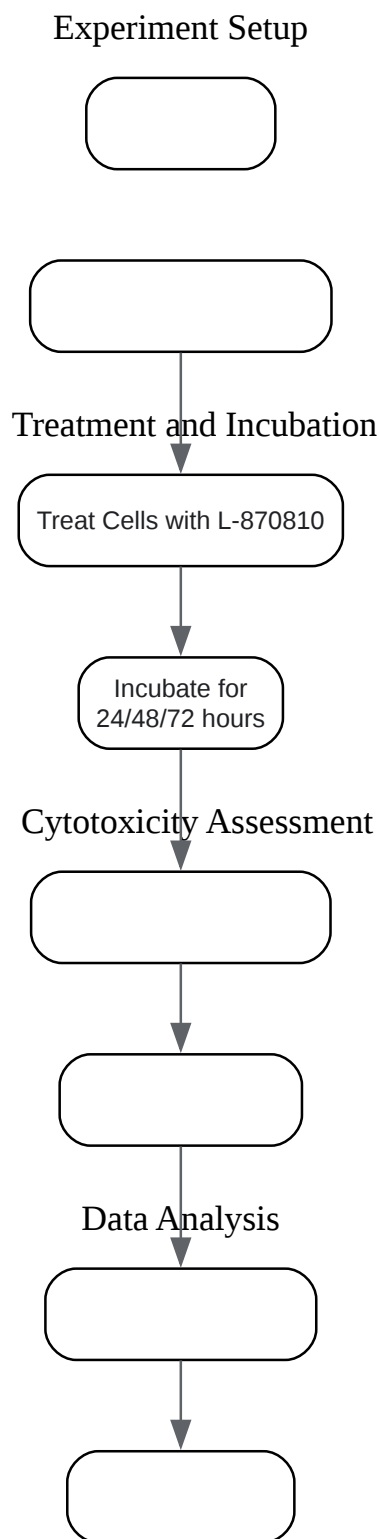 Experiment Setup
Treatment and Incubation
Treat Cells with L-870810
Incubate for
24/48/72 hours
Cytotoxicity Assessment
Data Analysis